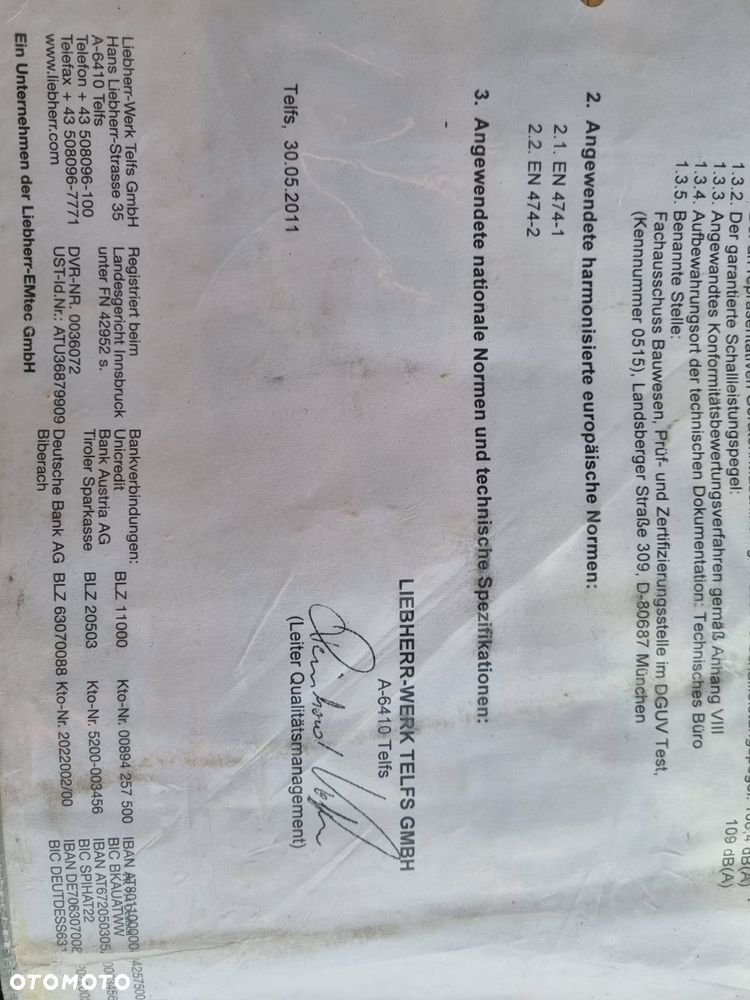 1.3.2. Der garantierte Schallleistungspegel: 109 dB(A)
1.3.3 Angewandtes Konformitätsbewertungsverfahren gemäß Anhang VIII
1.3.4. Aufbewahrungsort der technischen Dokumentation: Technisches Büro
1.3.5. Benannte Stelle:
Fachausschuss Bauwesen, Prüf- und Zertifizierungsstelle im DGUV Test,
(Kennnummer 0515), Landsberger Straße 309, D-80687 München
2. Angewendete harmonisierte europäische Normen:
2.1. EN 474-1
2.2. EN 474-2
3. Angewendete nationale Normen und technische Spezifikationen:
-
LIEBHERR-WERK TELFS GMBH
A-6410 Telfs
Telfs, 30.05.2011
(Leiter Qualitätsmanagement)
Liebherr-Werk Telfs GmbH
Hans Liebherr-Strasse 35
A-6410 Telfs
Telefon + 43 508096-100
Telefax + 43 508096-7771
www.liebherr.com
Registriert beim
Landesgericht Innsbruck
unter FN 42952 s.
DVR-NR. 0036072
UST-Id.Nr.: ATU36879909
Bankverbindungen:
Unicredit BLZ 11000 Kto-Nr. 00894 257 500
Bank Austria AG BIC BKAUATWW
Tiroler Sparkasse BLZ 20503 Kto-Nr. 5200-003456 IBAN AT672050305
BIC SPIHAT22
Deutsche Bank AG BLZ 63070088 Kto-Nr. 2022002/00 IBAN DE70630700
Biberach BIC DEUTDESS631
Ein Unternehmen der Liebherr-EMtec GmbH
OTOMOTO